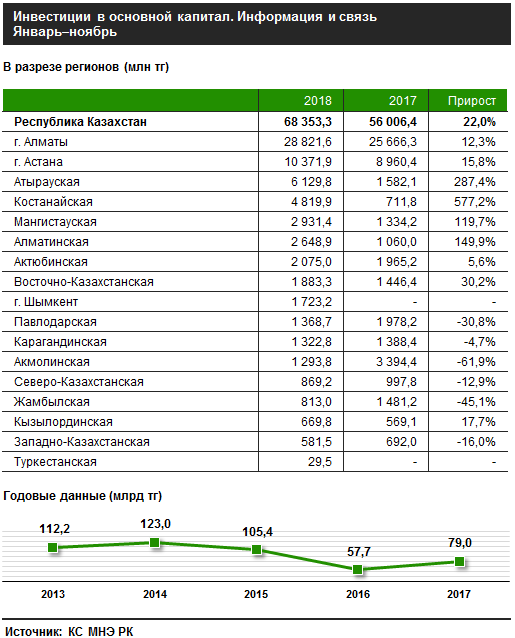 Инвестиции в основной капитал. Информация и связь
Январь–ноябрь
В разрезе регионов (млн тг)
2018 2017 Прирост
Республика Казахстан 68 353,3 56 006,4 22,0%
г. Алматы 28 821,6 25 666,3 12,3%
г. Астана 10 371,9 8 960,4 15,8%
Атырауская 6 129,8 1 582,1 287,4%
Костанайская 4 819,9 711,8 577,2%
Мангистауская 2 931,4 1 334,2 119,7%
Алматинская 2 648,9 1 060,0 149,9%
Актюбинская 2 075,0 1 965,2 5,6%
Восточно-Казахстанская 1 883,3 1 446,4 30,2%
г. Шымкент 1 723,2 - -
Павлодарская 1 368,7 1 978,2 -30,8%
Карагандинская 1 322,8 1 388,4 -4,7%
Акмолинская 1 293,8 3 394,4 -61,9%
Северо-Казахстанская 869,2 997,8 -12,9%
Жамбылская 813,0 1 481,2 -45,1%
Кызылординская 669,8 569,1 17,7%
Западно-Казахстанская 581,5 692,0 -16,0%
Туркестанская 29,5 - -
Годовые данные (млрд тг)
112,2 123,0 105,4 57,7 79,0
2013 2014 2015 2016 2017
Источник: КС МНЭ РК